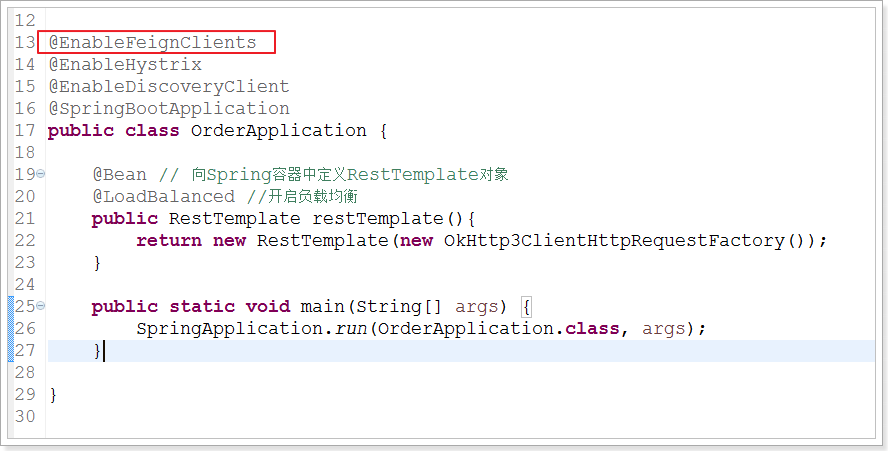 12
13 @EnableFeignClients
14 @EnableHystrix
15 @EnableDiscoveryClient
16 @SpringBootApplication
17 public class OrderApplication {
18
19 @Bean // 向Spring容器中定义RestTemplate对象
20 @LoadBalanced //开启负载均衡
21 public RestTemplate restTemplate(){
22 return new RestTemplate(new OkHttp3ClientHttpRequestFactory());
23 }
24
25 public static void main(String[] args) {
26 SpringApplication.run(OrderApplication.class, args);
27 }
28
29 }
30